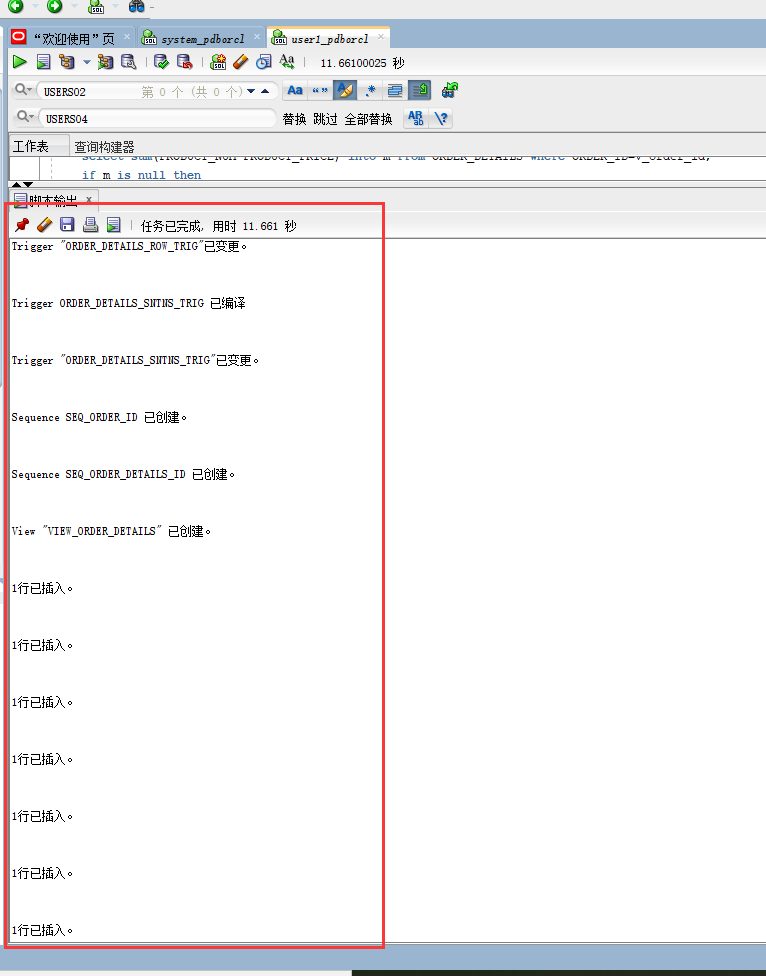 “欢迎使用”页
system_pdborcl
user1_pdborcl
11.66100025 秒
USERS02
第 0 个 (共 0 个)
USERS04
替换 跳过 全部替换
工作表
查询构建器
select sum(PRODUCT_NUM*PRODUCT_PRICE) into m from ORDER_DETAILS where ORDER_ID=v_order_id;
if m is null then
脚本输出
任务已完成, 用时 11.661 秒
Trigger "ORDER_DETAILS_ROW_TRIG"已变更。
Trigger ORDER_DETAILS_SNTNS_TRIG 已编译
Trigger "ORDER_DETAILS_SNTNS_TRIG"已变更。
Sequence SEQ_ORDER_ID 已创建。
Sequence SEQ_ORDER_DETAILS_ID 已创建。
View "VIEW_ORDER_DETAILS" 已创建。
1行已插入。
1行已插入。
1行已插入。
1行已插入。
1行已插入。
1行已插入。
1行已插入。